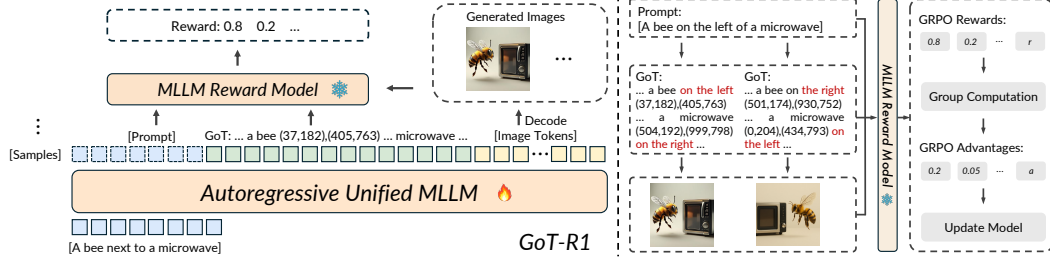 Reward: 0.8 0.2 ...
Generated Images
MLLM Reward Model
...
Decode
[Prompt]
GoT: ... a bee (37,182),(405,763) ... microwave ...
[Image Tokens]
...
[Samples]
...
Autoregressive Unified MLLM
[A bee next to a microwave]
GoT-R1
Prompt:
[A bee on the left of a microwave]
GoT:
... a bee on the left
(37,182),(405,763)
... a microwave
(504,192),(999,798)
on the right ...
GoT:
... a bee on the right
(501,174),(930,752)
... a microwave
(0,204),(434,793) on
the left ...
MLLM Reward Model
GRPO Rewards:
0.8 0.2 ... r
Group Computation
GRPO Advantages:
0.2 0.05 ... a
Update Model